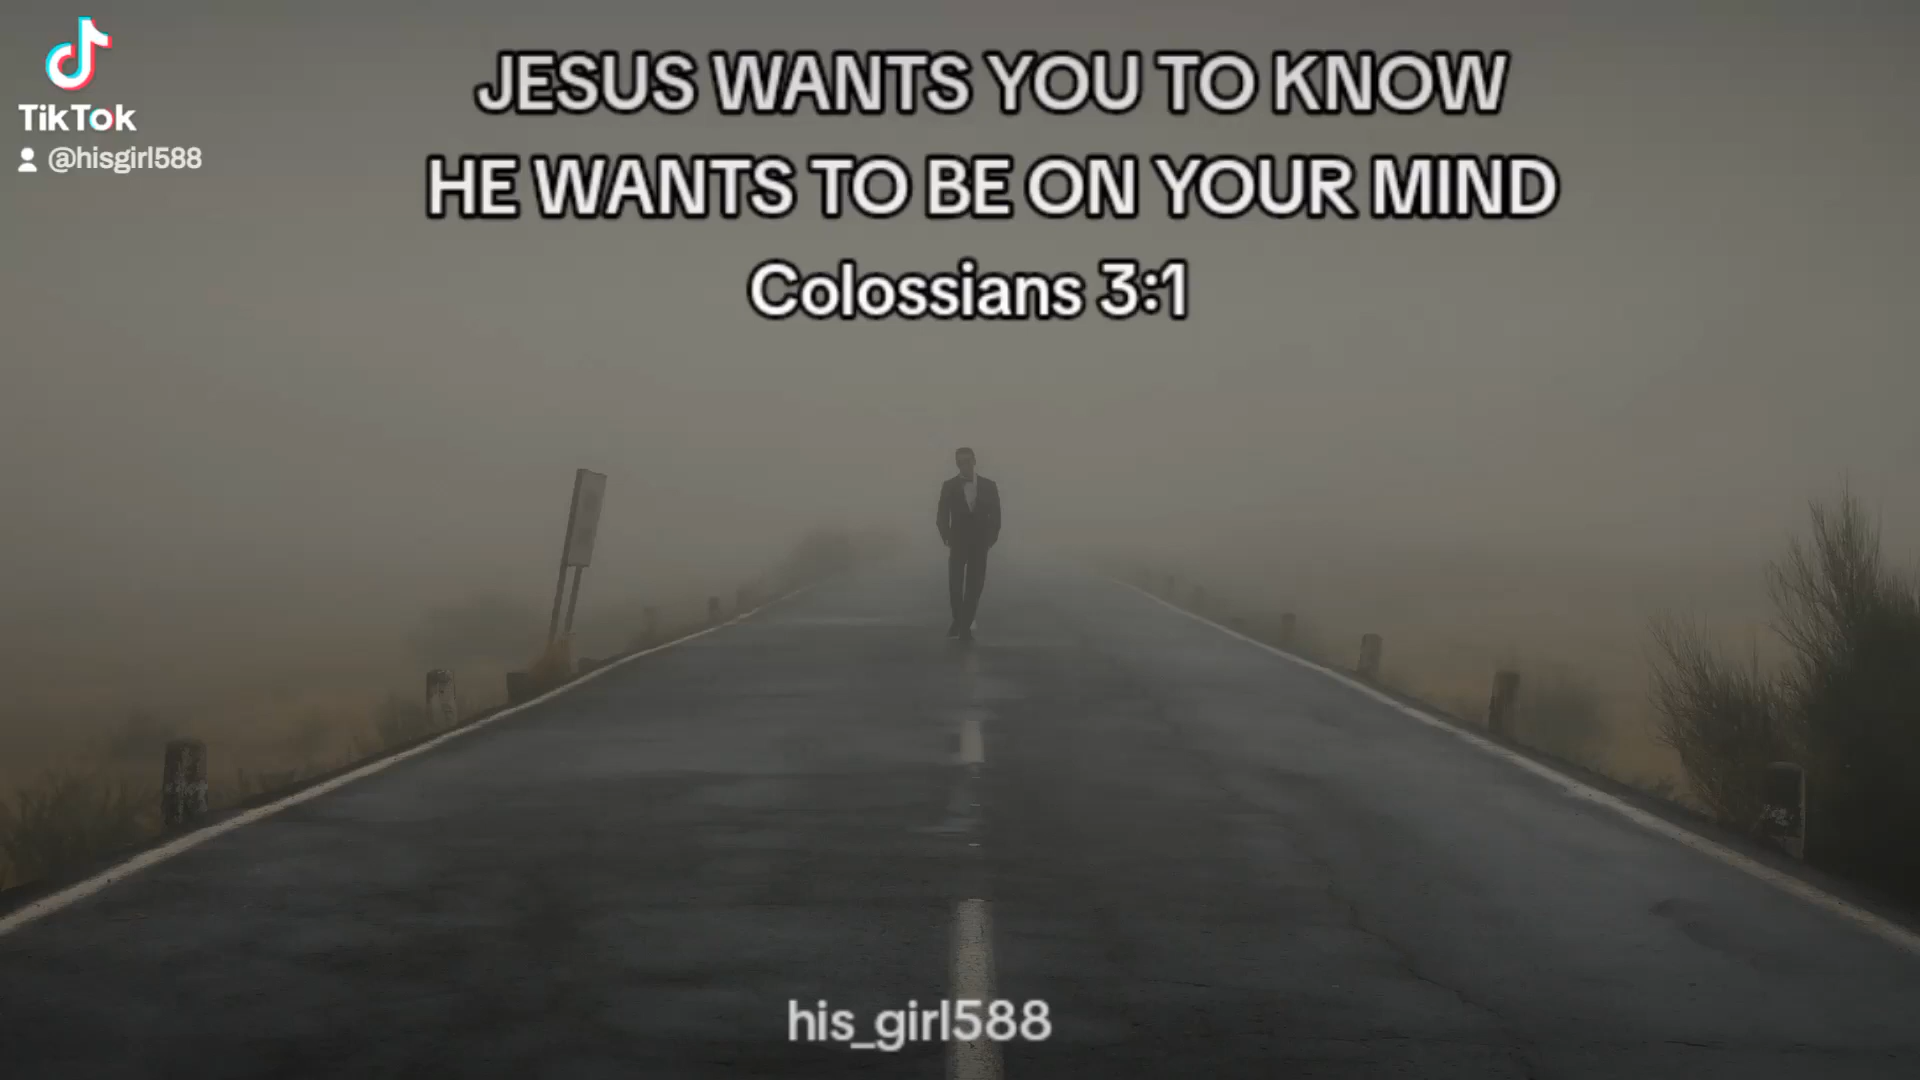 TikTok
@hisgirl588
JESUS WANTS YOU TO KNOW
HE WANTS TO BE ON YOUR MIND
Colossians 3:1
his_girl588